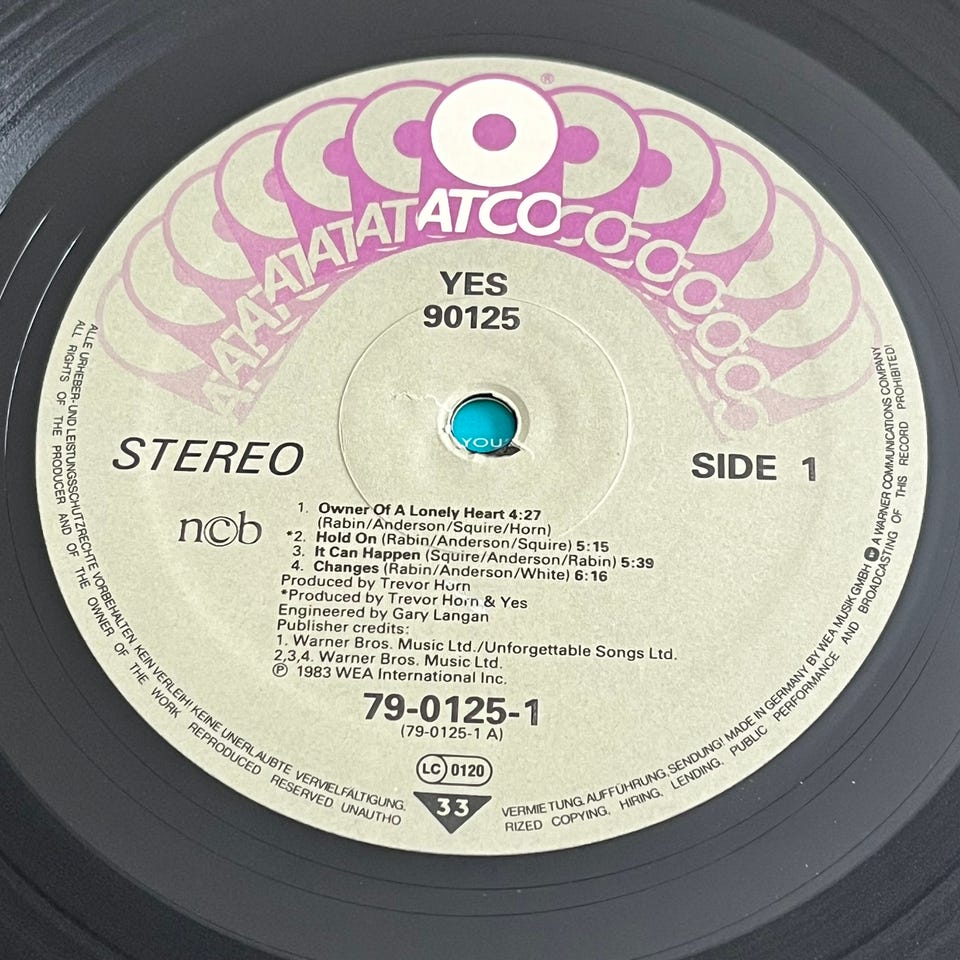 ®
ATATATATATATCOCOCOCOCOCO
YES
90125
YOU
STEREO
SIDE 1
ncb
1. Owner Of A Lonely Heart 4:27
(Rabin/Anderson/Squire/Horn)
*2. Hold On (Rabin/Anderson/Squire) 5:15
3. It Can Happen (Squire/Anderson/Rabin) 5:39
4. Changes (Rabin/Anderson/White) 6:16
Produced by Trevor Horn
*Produced by Trevor Horn & Yes
Engineered by Gary Langan
Publisher credits:
1. Warner Bros. Music Ltd./Unforgettable Songs Ltd.
2,3,4. Warner Bros. Music Ltd.
℗ 1983 WEA International Inc.
79-0125-1
(79-0125-1 A)
LC 0120
33
ALLE URHEBER-UND LEISTUNGSSCHUTZRECHTE VORBEHALTEN KEIN VERLEIH! KEINE UNERLAUBTE VERVIELFÄLTIGUNG, VERMIETUNG, AUFFÜHRUNG, SENDUNG! MADE IN GERMANY BY WEA MUSIK GMBH A WARNER COMMUNICATIONS COMPANY
ALL RIGHTS OF THE PRODUCER AND OF THE OWNER OF THE WORK REPRODUCED RESERVED UNAUTHORIZED COPYING, HIRING, LENDING, PUBLIC PERFORMANCE AND BROADCASTING OF THIS RECORD PROHIBITED!